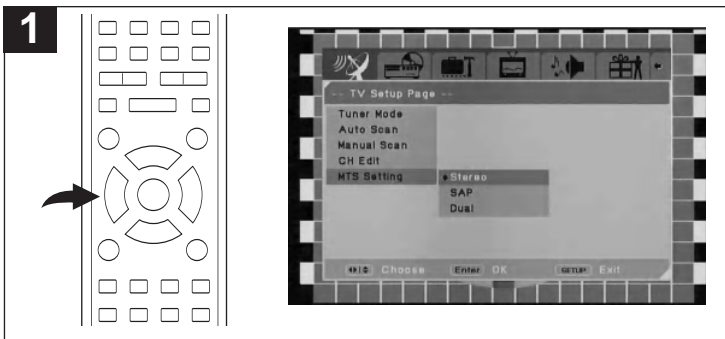 1
-- TV Setup Page --
Tuner Mode
Auto Scan
Manual Scan
CH Edit
MTS Setting
Stereo
SAP
Dual
Choose Enter OK SETUP Exit